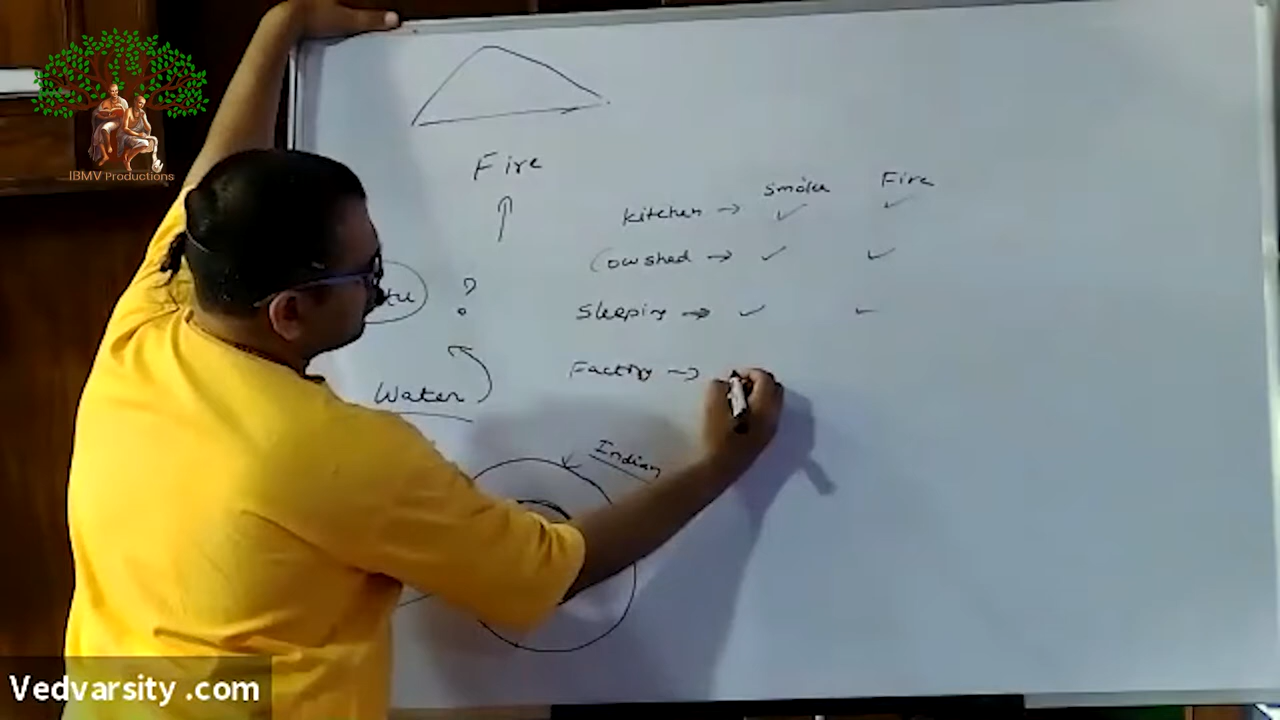 IBMV Productions
Fire
Smoke Fire
Kitchen → ✓ ✓
Cowshed → ✓ ✓
?
Sleeping → ✓ ✓
Factory →
Water
Indian
Vedvarsity .com